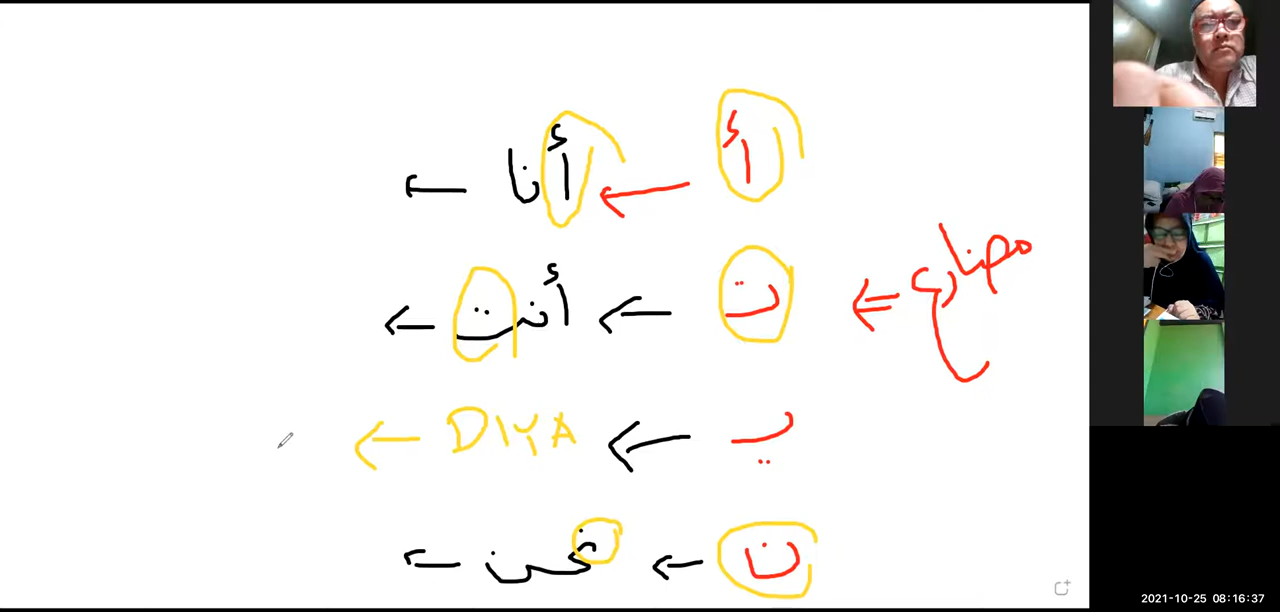 أ ← أنا ←
مضارع ⇐ ت ← أنت ←
ي ← DIYA ←
ن ← نحن ←
2021-10-25 08:16:37